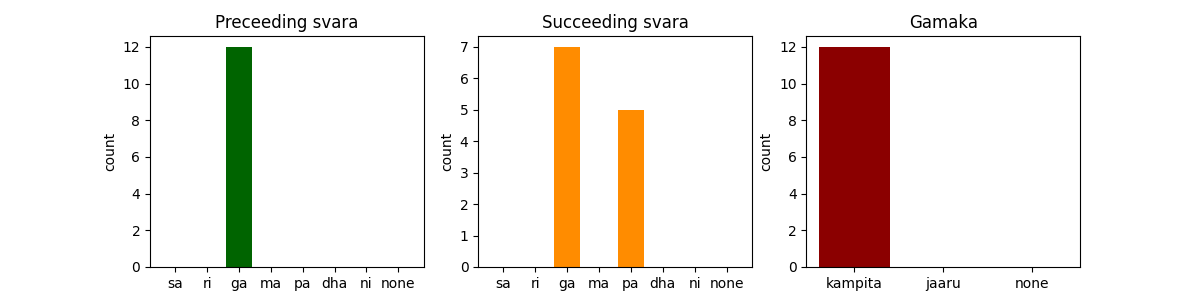 Preceeding svara
count
12
10
8
6
4
2
0
sa ri ga ma pa dha ni none
Succeeding svara
count
7
6
5
4
3
2
1
0
sa ri ga ma pa dha ni none
Gamaka
count
12
10
8
6
4
2
0
kampita jaaru none